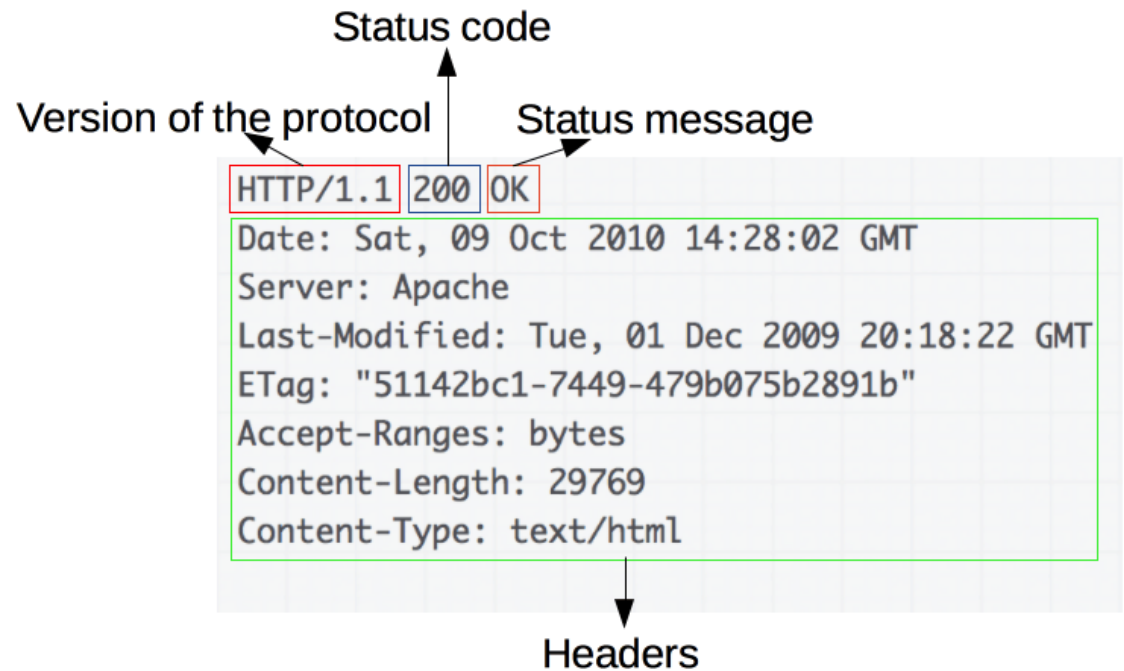 Status code
Version of the protocol
Status message
HTTP/1.1 200 OK
Date: Sat, 09 Oct 2010 14:28:02 GMT
Server: Apache
Last-Modified: Tue, 01 Dec 2009 20:18:22 GMT
ETag: "51142bc1-7449-479b075b2891b"
Accept-Ranges: bytes
Content-Length: 29769
Content-Type: text/html
Headers